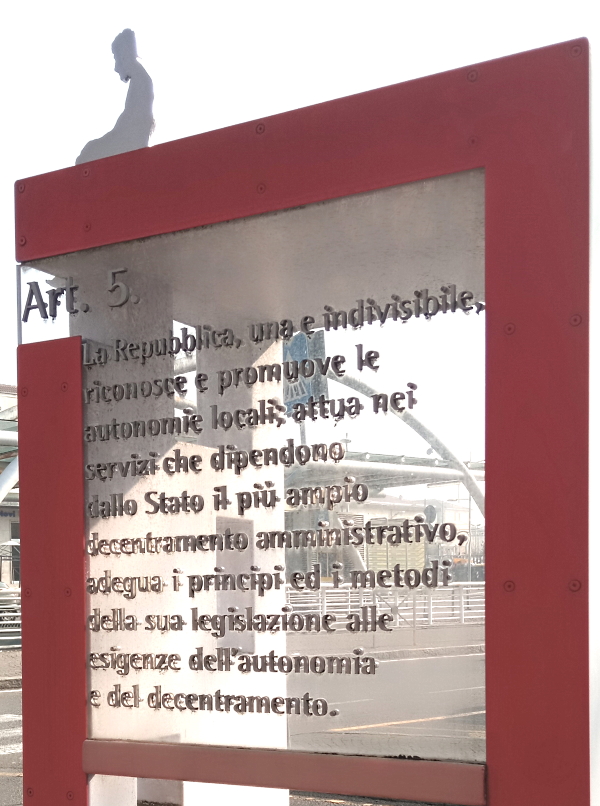 Art. 5.
La Repubblica, una e indivisibile,
riconosce e promuove le
autonomie locali; attua nei
servizi che dipendono
dallo Stato il più ampio
decentramento amministrativo,
adegua i principi ed i metodi
della sua legislazione alle
esigenze dell'autonomia
e del decentramento.